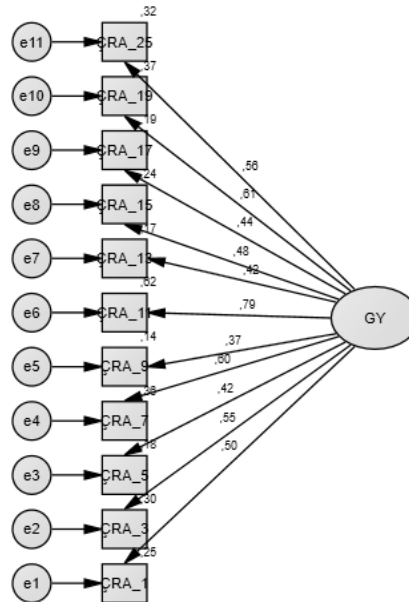 ,32
e11 ÇRA_25
,37
e10 ÇRA_19
,19
e9 ÇRA_17
,24
e8 ÇRA_15
,17
e7 ÇRA_13
,62
e6 ÇRA_11
,14
e5 ÇRA_9
,36
e4 ÇRA_7
,18
e3 ÇRA_5
,30
e2 ÇRA_3
,25
e1 ÇRA_1
,56
,61
,44
,48
,42
,79
,37
,60
,42
,55
,50
GY